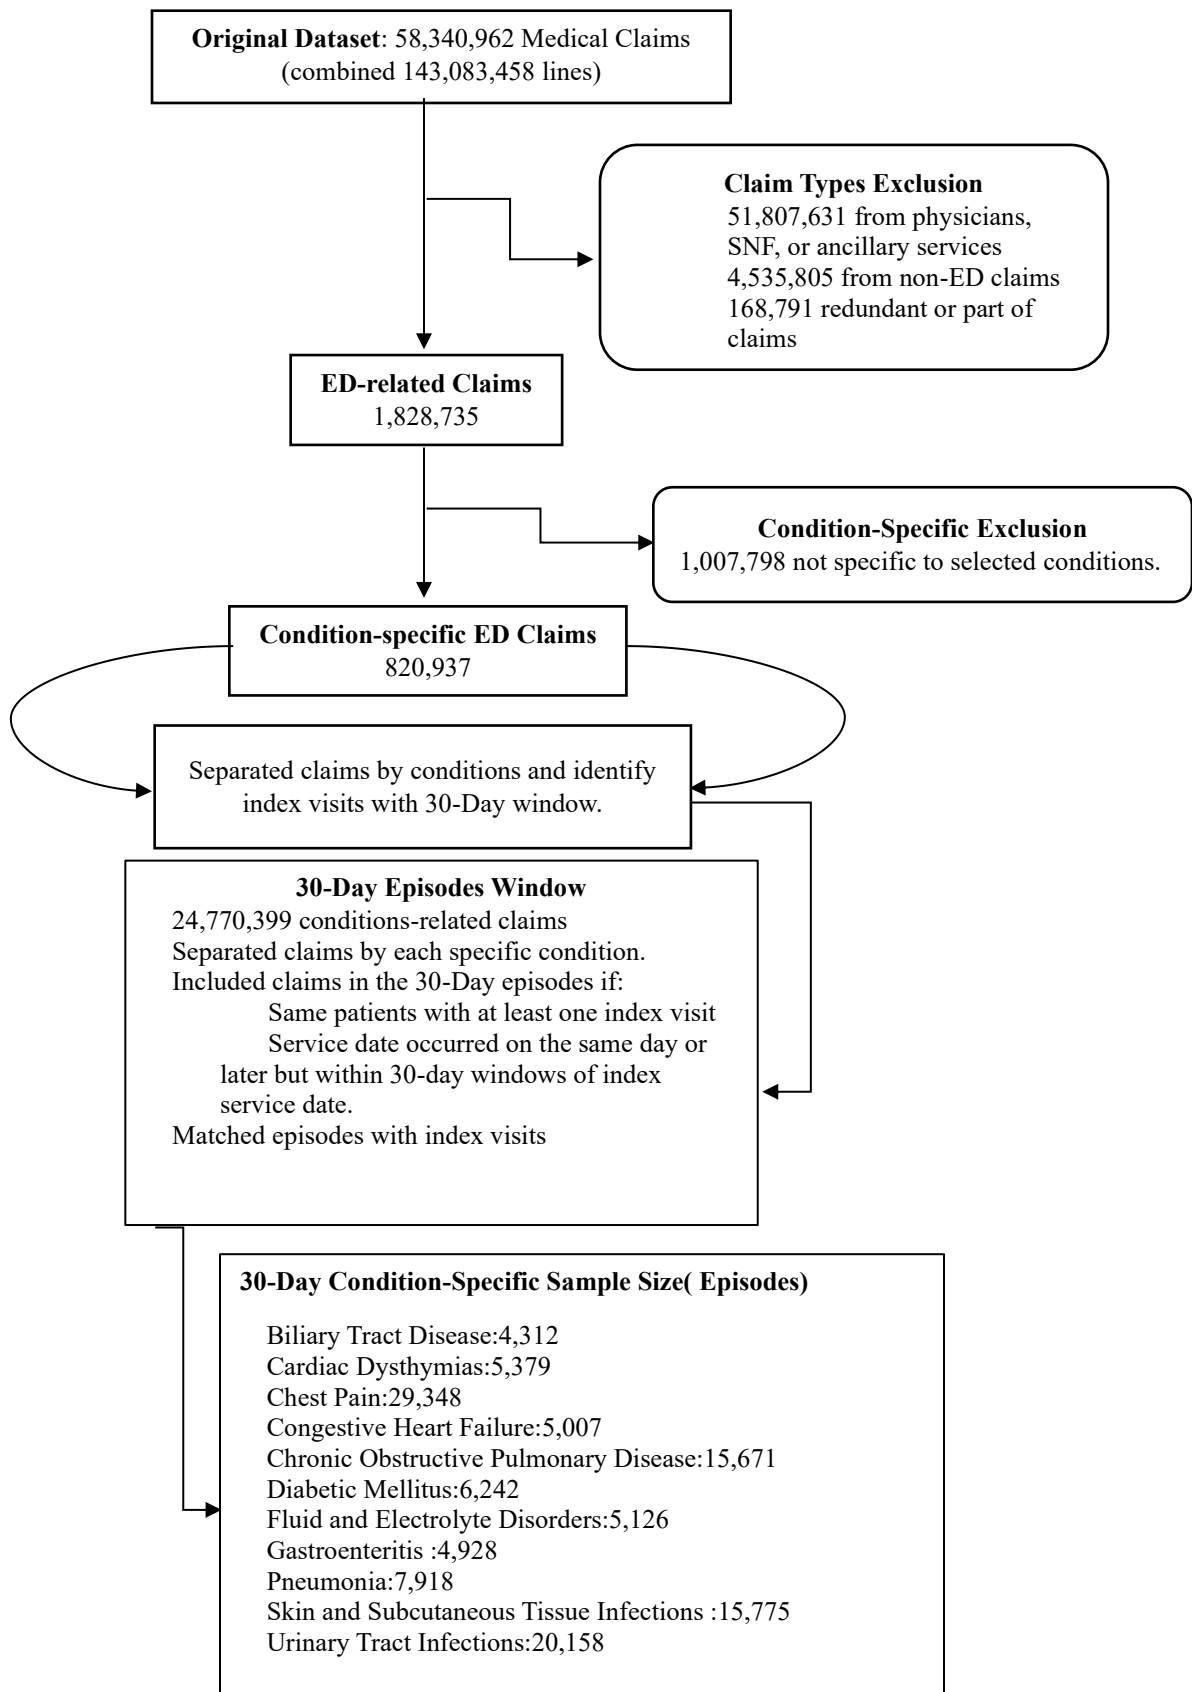 Original Dataset: 58,340,962 Medical Claims
(combined 143,083,458 lines)
Claim Types Exclusion
51,807,631 from physicians,
SNF, or ancillary services
4,535,805 from non-ED claims
168,791 redundant or part of
claims
ED-related Claims
1,828,735
Condition-Specific Exclusion
1,007,798 not specific to selected conditions.
Condition-specific ED Claims
820,937
Separated claims by conditions and identify
index visits with 30-Day window.
30-Day Episodes Window
24,770,399 conditions-related claims
Separated claims by each specific condition.
Included claims in the 30-Day episodes if:
Same patients with at least one index visit
Service date occurred on the same day or
later but within 30-day windows of index
service date.
Matched episodes with index visits
30-Day Condition-Specific Sample Size( Episodes)
Biliary Tract Disease:4,312
Cardiac Dysthymias:5,379
Chest Pain:29,348
Congestive Heart Failure:5,007
Chronic Obstructive Pulmonary Disease:15,671
Diabetic Mellitus:6,242
Fluid and Electrolyte Disorders:5,126
Gastroenteritis :4,928
Pneumonia:7,918
Skin and Subcutaneous Tissue Infections :15,775
Urinary Tract Infections:20,158